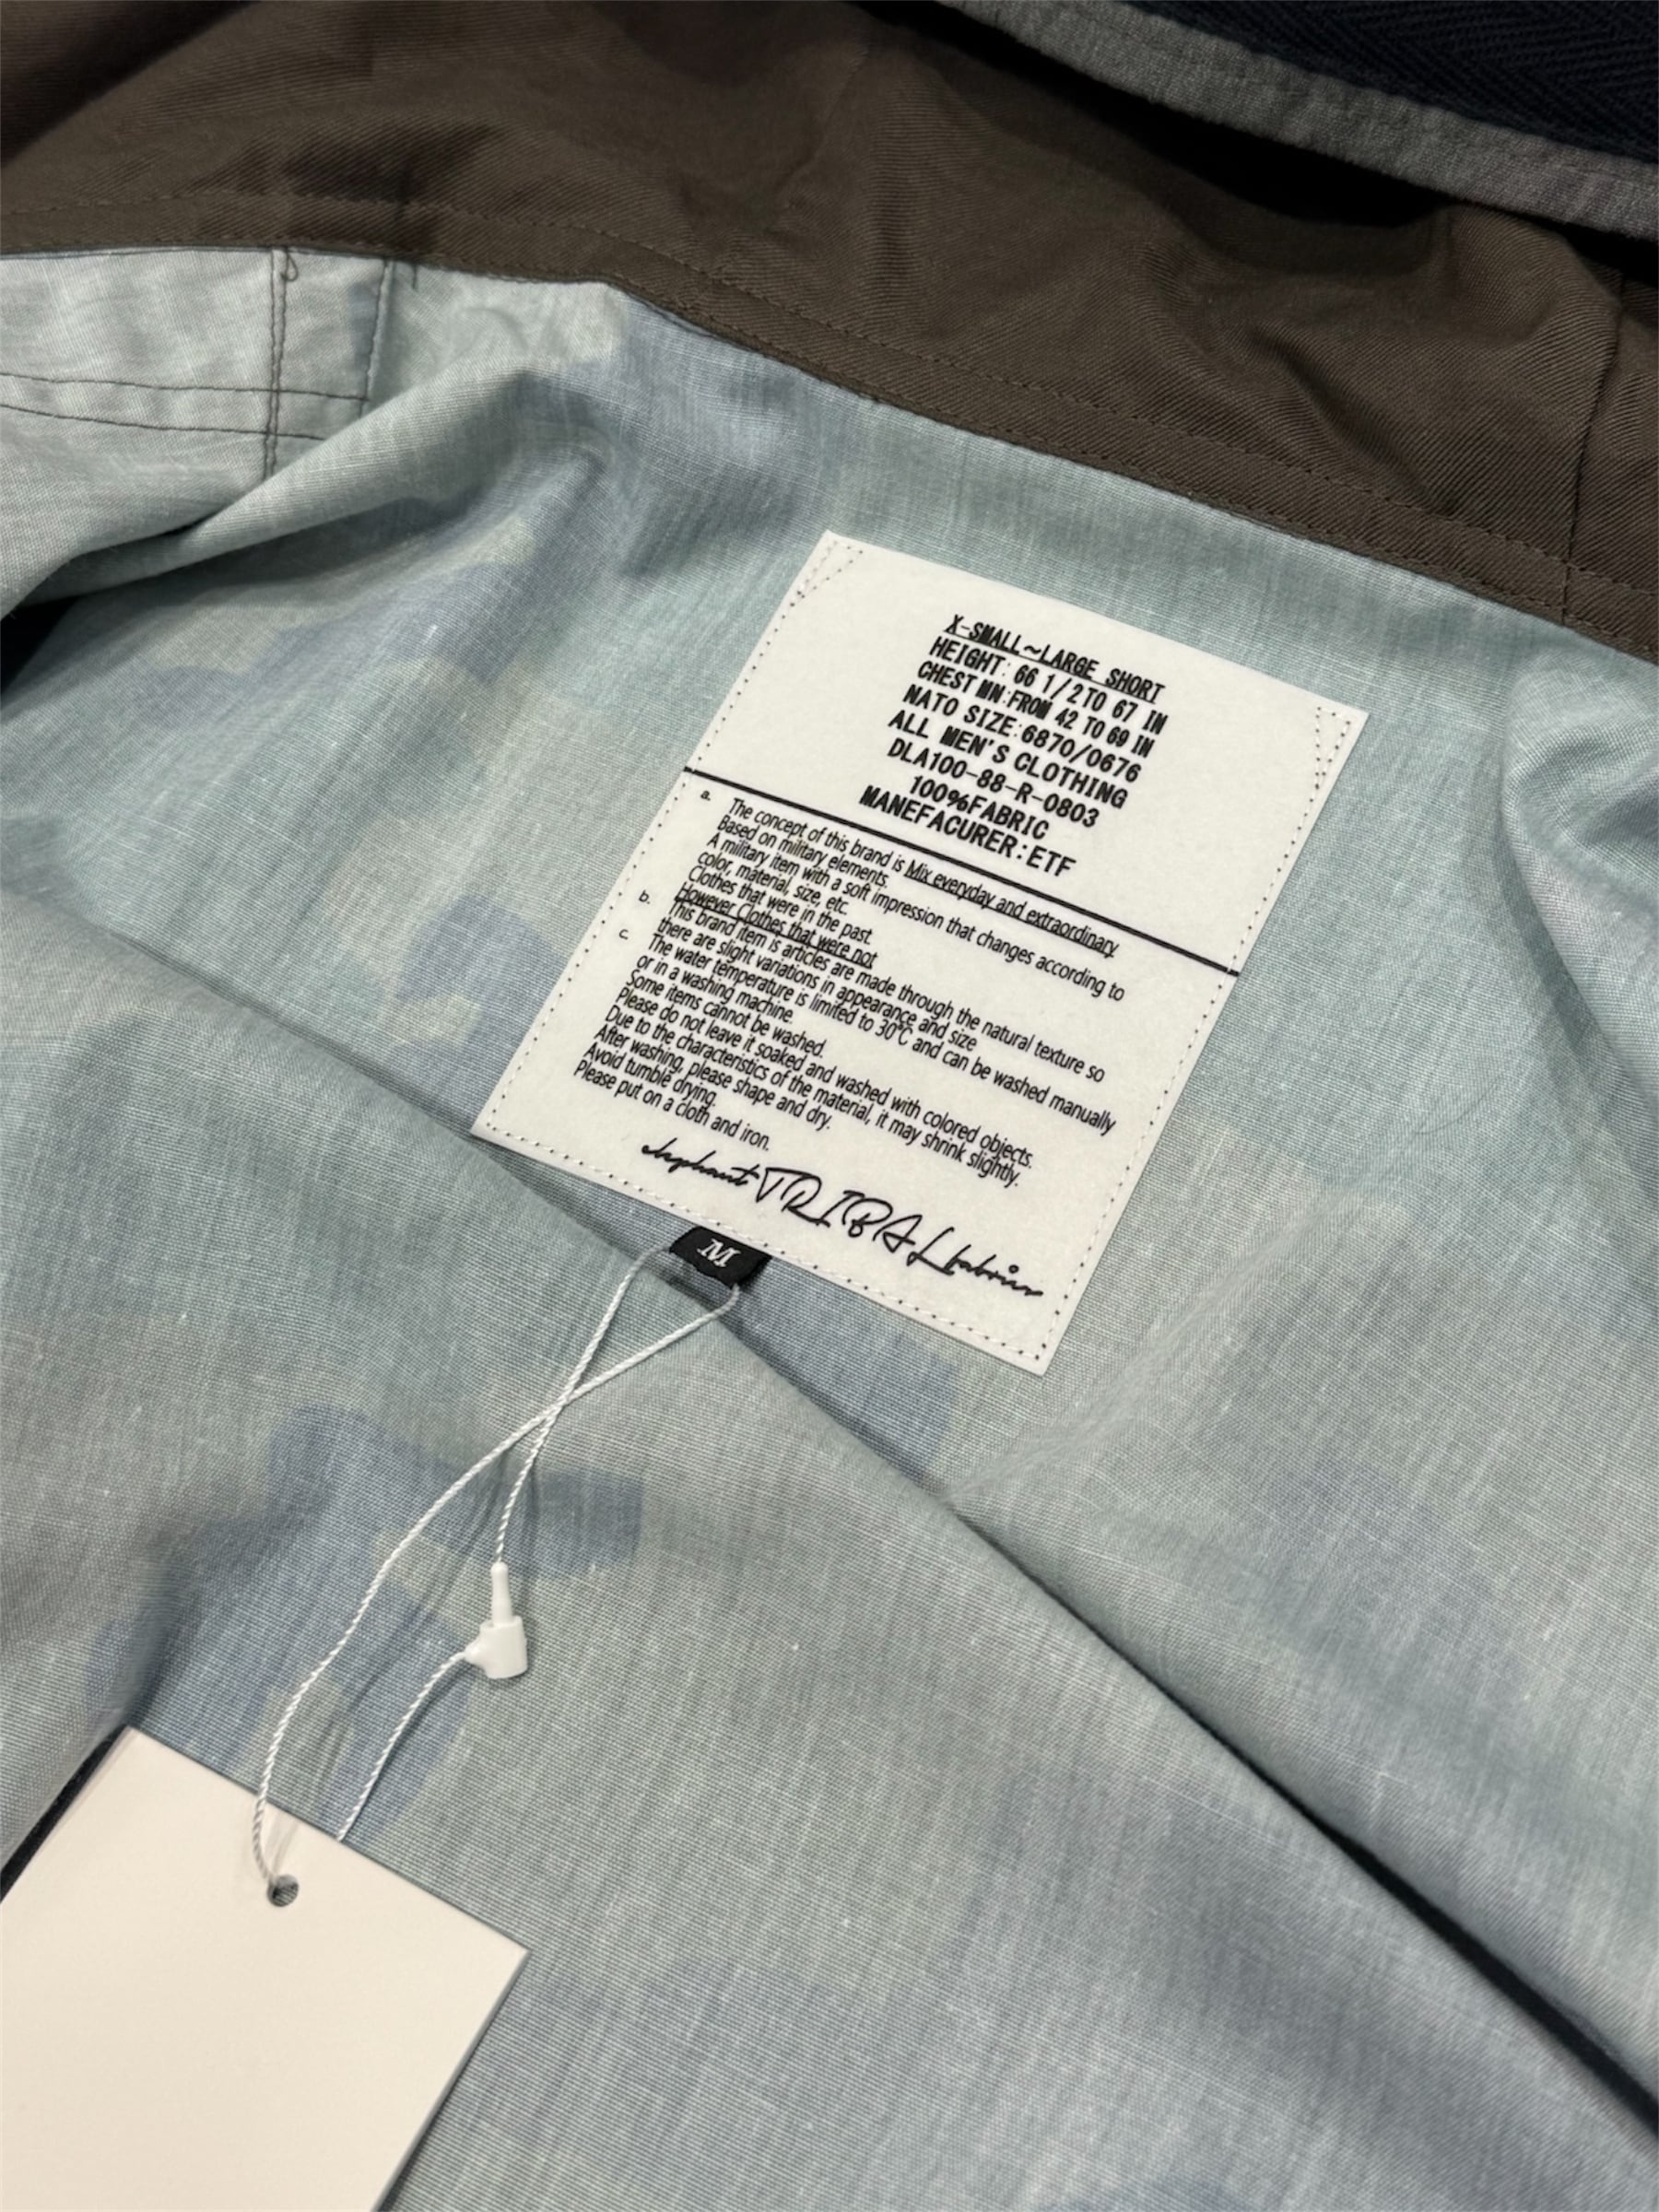 X-SMALL~LARGE SHORT
HEIGHT: 66 1/2TO 67 IN
CHEST MN:FROM 42 TO 69 IN
NATO SIZE:6870/0676
ALL MEN'S CLOTHING
DLA100-88-R-0803
100%FABRIC
MANEFACURER:ETF
a. The concept of this brand is Mix everyday and extraordinary
Based on military elements.
A military item with a soft impression that changes according to
color, material, size, etc.
Clothes that were in the past.
However Clothes that were not
b. This brand item is articles are made through the natural texture so
there are slight variations in appearance and size
c. The water temperature is limited to 30°C and can be washed manually
or in a washing machine.
Some items cannot be washed.
Please do not leave it soaked and washed with colored objects.
Due to the characteristics of the material, it may shrink slightly.
After washing, please shape and dry.
Avoid tumble drying.
Please put on a cloth and iron.
elephant TRIBAL fabrics
M